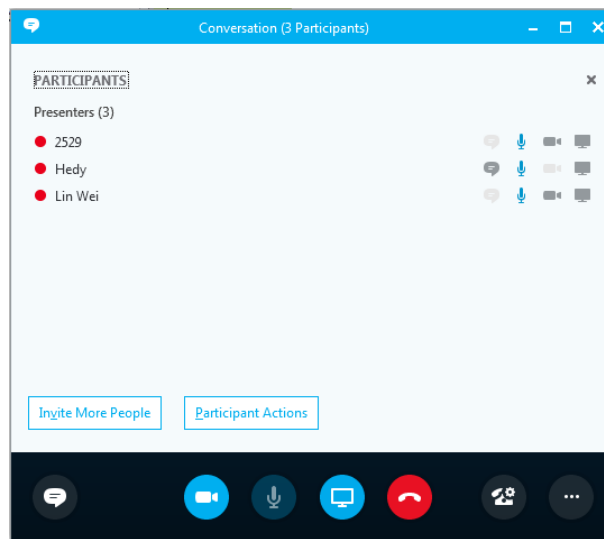 Conversation (3 Participants)
PARTICIPANTS
Presenters (3)
2529
Hedy
Lin Wei
Invite More People
Participant Actions